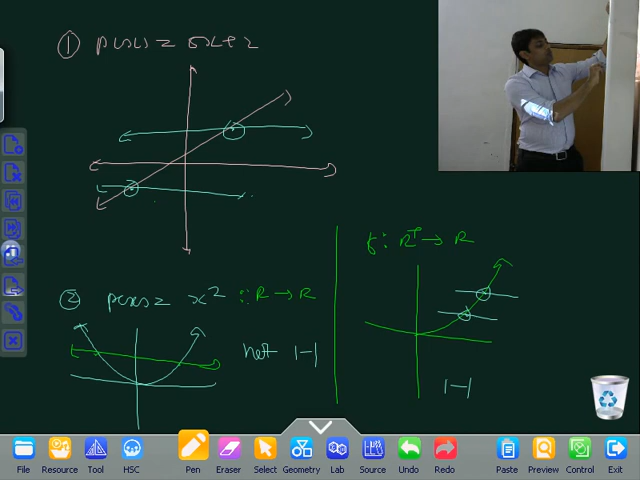 ① f(x) = 5x+2
② f(x) = x² : R → R
not 1-1
f: R⁺ → R
1-1
File Resource Tool HSC Pen Eraser Select Geometry Lab Source Undo Redo Paste Preview Control Exit